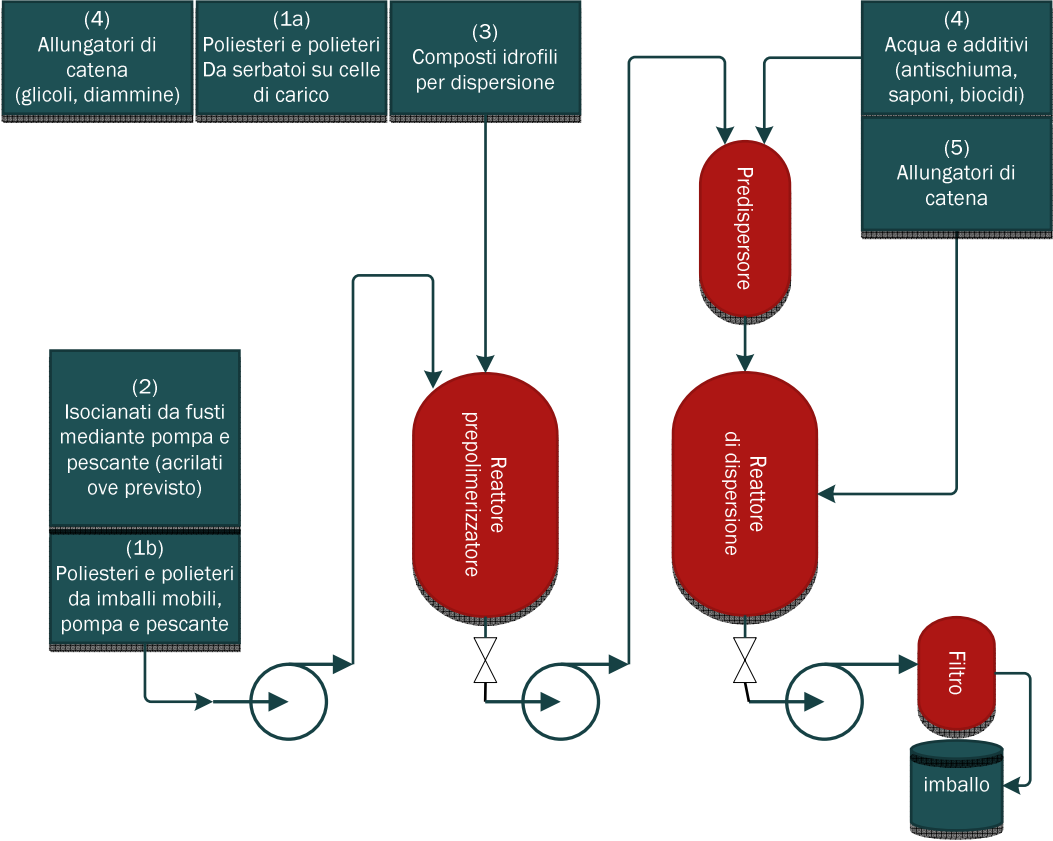 (4)
Allungatori di
catena
(glicoli, diammine)
(1a)
Poliesteri e polieteri
Da serbatoi su celle
di carico
(3)
Composti idrofili
per dispersione
(4)
Acqua e additivi
(antischiuma,
saponi, biocidi)
(5)
Allungatori di
catena
Predispersore
(2)
Isocianati da fusti
mediante pompa e
pescante (acrilati
ove previsto)
(1b)
Poliesteri e polieteri
da imballi mobili,
pompa e pescante
Reattore
prepolimerizzatore
Reattore
di dispersione
Filtro
imballo